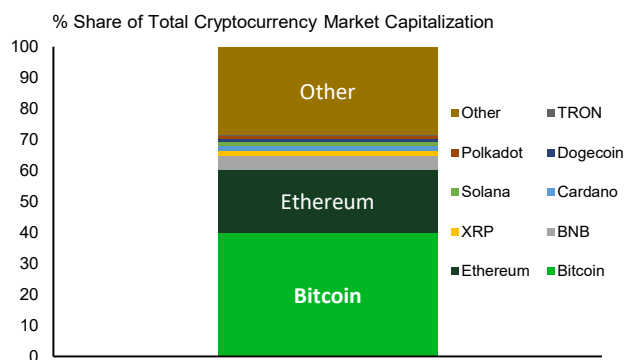 % Share of Total Cryptocurrency Market Capitalization
100
90
80
70
60
50
40
30
20
10
0
Other
Ethereum
Bitcoin
Other TRON
Polkadot Dogecoin
Solana Cardano
XRP BNB
Ethereum Bitcoin